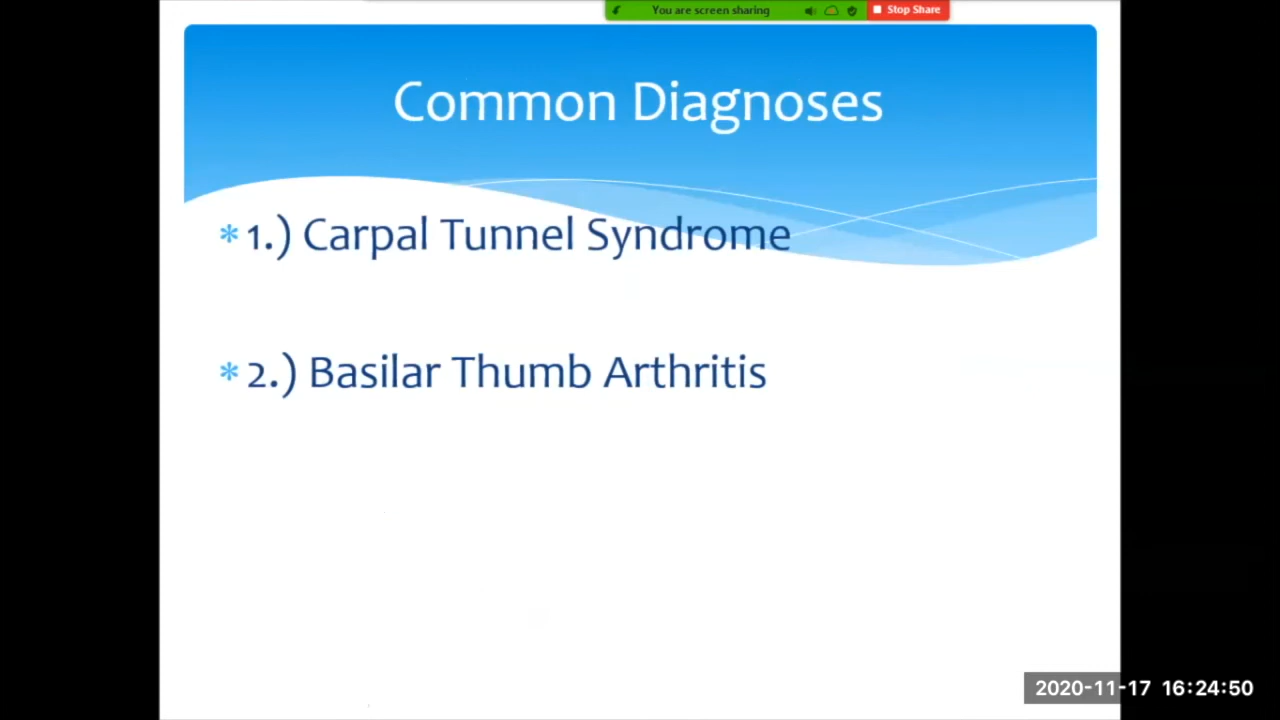 You are screen sharing
Stop Share
Common Diagnoses
* 1.) Carpal Tunnel Syndrome
* 2.) Basilar Thumb Arthritis
2020-11-17 16:24:50